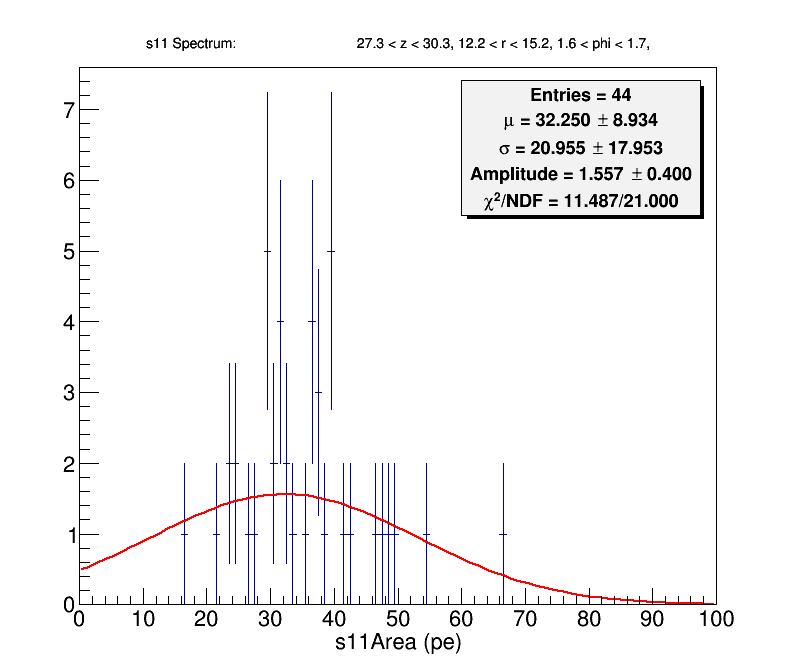 s11 Spectrum: 27.3 < z < 30.3, 12.2 < r < 15.2, 1.6 < phi < 1.7,
Entries = 44
μ = 32.250 ± 8.934
σ = 20.955 ± 17.953
Amplitude = 1.557 ± 0.400
χ²/NDF = 11.487/21.000
7
6
5
4
3
2
1
0
0 10 20 30 40 50 60 70 80 90 100
s11Area (pe)